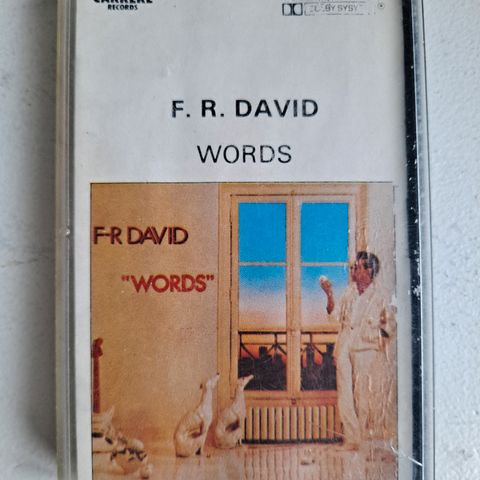 CARRERE
RECORDS
F. R. DAVID
WORDS
F-R DAVID
"WORDS"